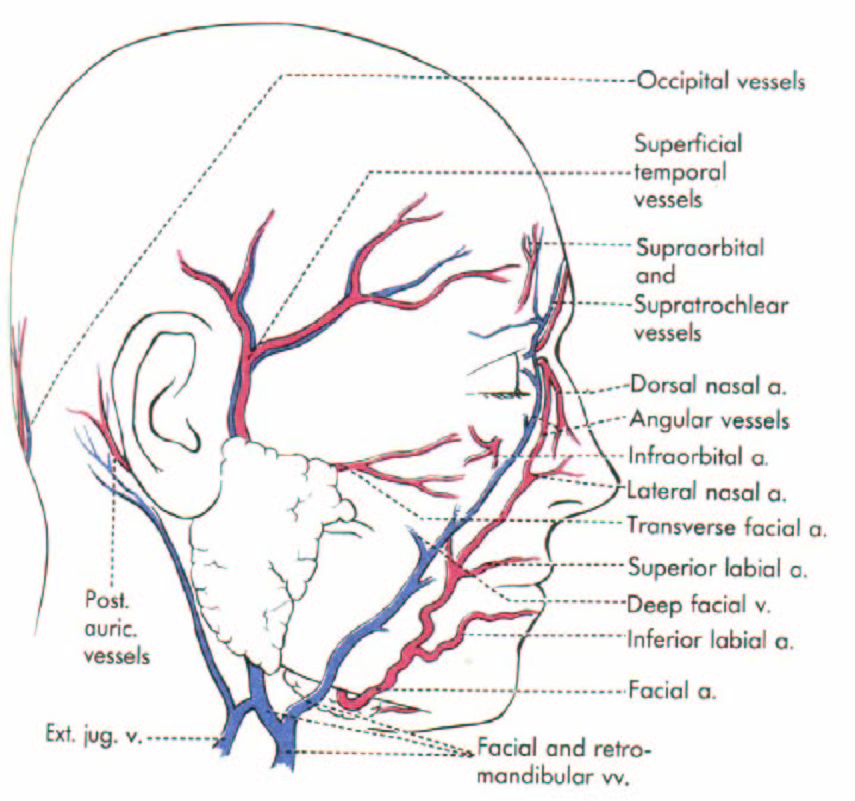 Occipital vessels
Superficial
temporal
vessels
Supraorbital
and
Supratrochlear
vessels
Dorsal nasal a.
Angular vessels
Infraorbital a.
Lateral nasal a.
Transverse facial a.
Superior labial a.
Deep facial v.
Inferior labial a.
Facial a.
Post.
auric.
vessels
Ext. jug. v.
Facial and retro-
mandibular vv.